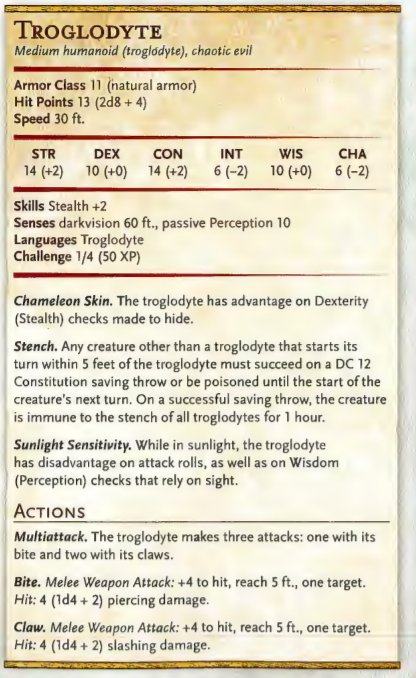 TROGLODYTE
Medium humanoid (troglodyte), chaotic evil
Armor Class 11 (natural armor)
Hit Points 13 (2d8 + 4)
Speed 30 ft.
STR DEX CON INT WIS CHA
14 (+2) 10 (+0) 14 (+2) 6 (−2) 10 (+0) 6 (−2)
Skills Stealth +2
Senses darkvision 60 ft., passive Perception 10
Languages Troglodyte
Challenge 1/4 (50 XP)
Chameleon Skin. The troglodyte has advantage on Dexterity
(Stealth) checks made to hide.
Stench. Any creature other than a troglodyte that starts its
turn within 5 feet of the troglodyte must succeed on a DC 12
Constitution saving throw or be poisoned until the start of the
creature's next turn. On a successful saving throw, the creature
is immune to the stench of all troglodytes for 1 hour.
Sunlight Sensitivity. While in sunlight, the troglodyte
has disadvantage on attack rolls, as well as on Wisdom
(Perception) checks that rely on sight.
ACTIONS
Multiattack. The troglodyte makes three attacks: one with its
bite and two with its claws.
Bite. Melee Weapon Attack: +4 to hit, reach 5 ft., one target.
Hit: 4 (1d4 + 2) piercing damage.
Claw. Melee Weapon Attack: +4 to hit, reach 5 ft., one target.
Hit: 4 (1d4 + 2) slashing damage.